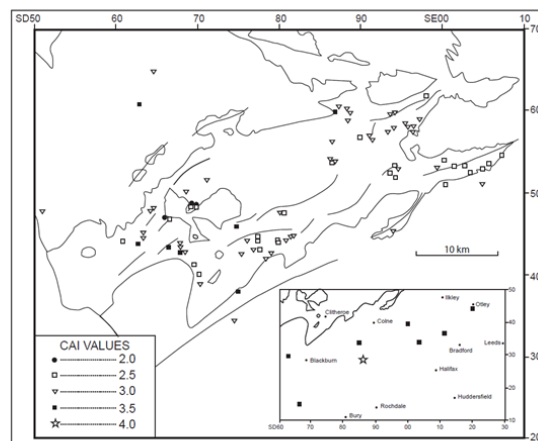 SD50 60 70 80 90 SE00 10
70
60
50
40
30
20
10 km
CAI VALUES
2.0
2.5
3.0
3.5
4.0
Ilkley
Otley
Clitheroe
Colne
Leeds
Bradford
Blackburn
Halifax
Huddersfield
Rochdale
Bury
50
40
30
20
10
SD60 70 80 90 00 10 20 30